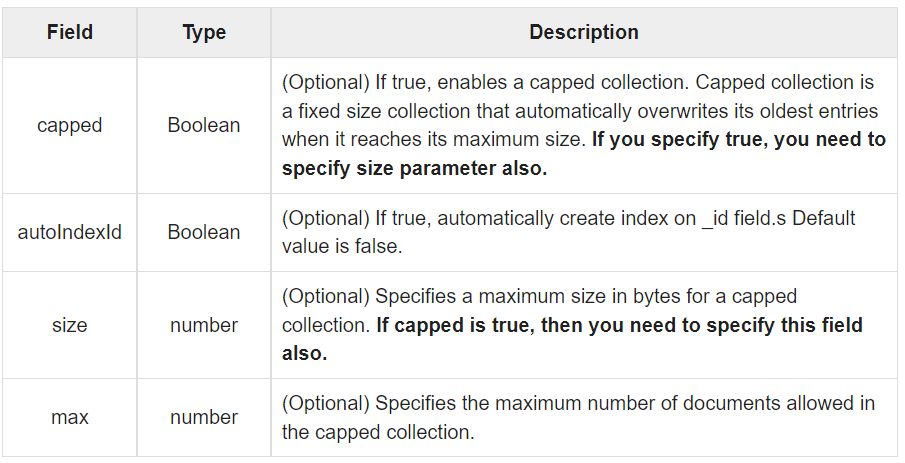 Field Type Description
(Optional) If true, enables a capped collection. Capped collection is
a fixed size collection that automatically overwrites its oldest entries
capped Boolean
when it reaches its maximum size. If you specify true, you need to
specify size parameter also.
autoIndexId Boolean
(Optional) If true, automatically create index on _id field.s Default
value is false.
(Optional) Specifies a maximum size in bytes for a capped
size number
collection. If capped is true, then you need to specify this field
also.
max number
(Optional) Specifies the maximum number of documents allowed in
the capped collection.